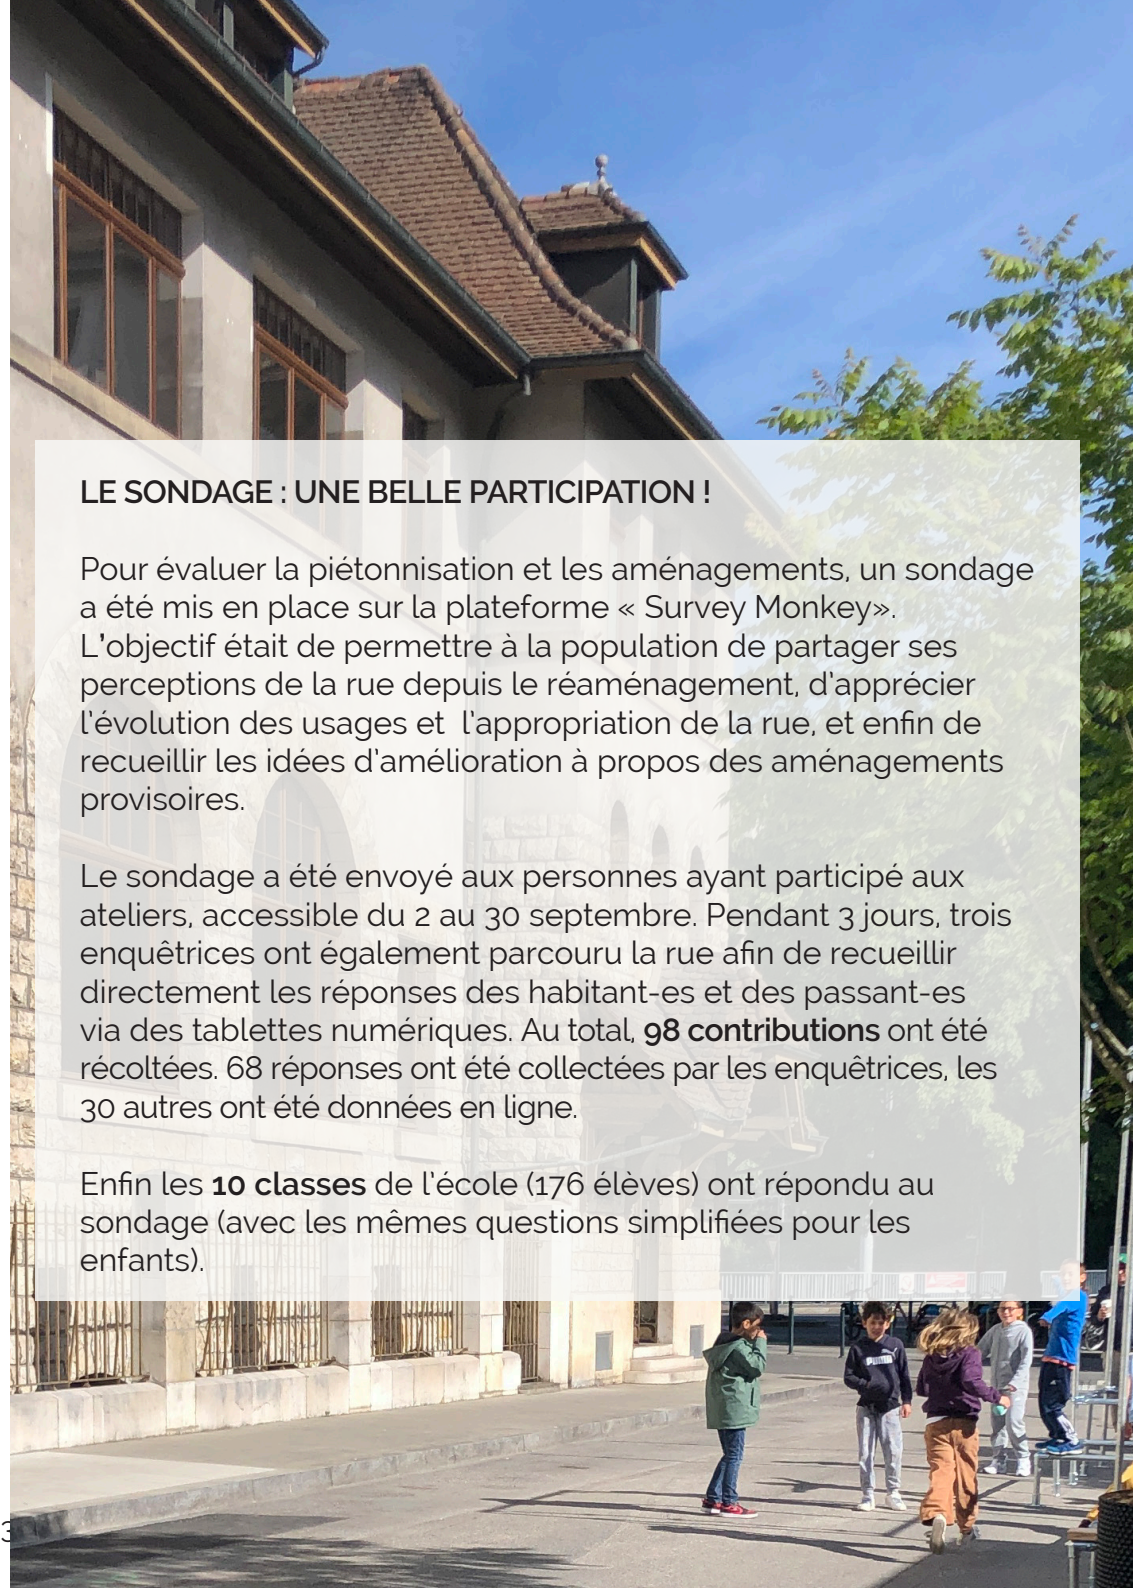 LE SONDAGE : UNE BELLE PARTICIPATION !
Pour évaluer la piétonnisation et les aménagements, un sondage
a été mis en place sur la plateforme « Survey Monkey».
L’objectif était de permettre à la population de partager ses
perceptions de la rue depuis le réaménagement, d’apprécier
l’évolution des usages et  l’appropriation de la rue, et enfin de
recueillir les idées d’amélioration à propos des aménagements
provisoires.
Le sondage a été envoyé aux personnes ayant participé aux
ateliers, accessible du 2 au 30 septembre. Pendant 3 jours, trois
enquêtrices ont également parcouru la rue afin de recueillir
directement les réponses des habitant-es et des passant-es
via des tablettes numériques. Au total, 98 contributions ont été
récoltées. 68 réponses ont été collectées par les enquêtrices, les
30 autres ont été données en ligne.
Enfin les 10 classes de l’école (176 élèves) ont répondu au
sondage (avec les mêmes questions simplifiées pour les
enfants).
PUMA
3